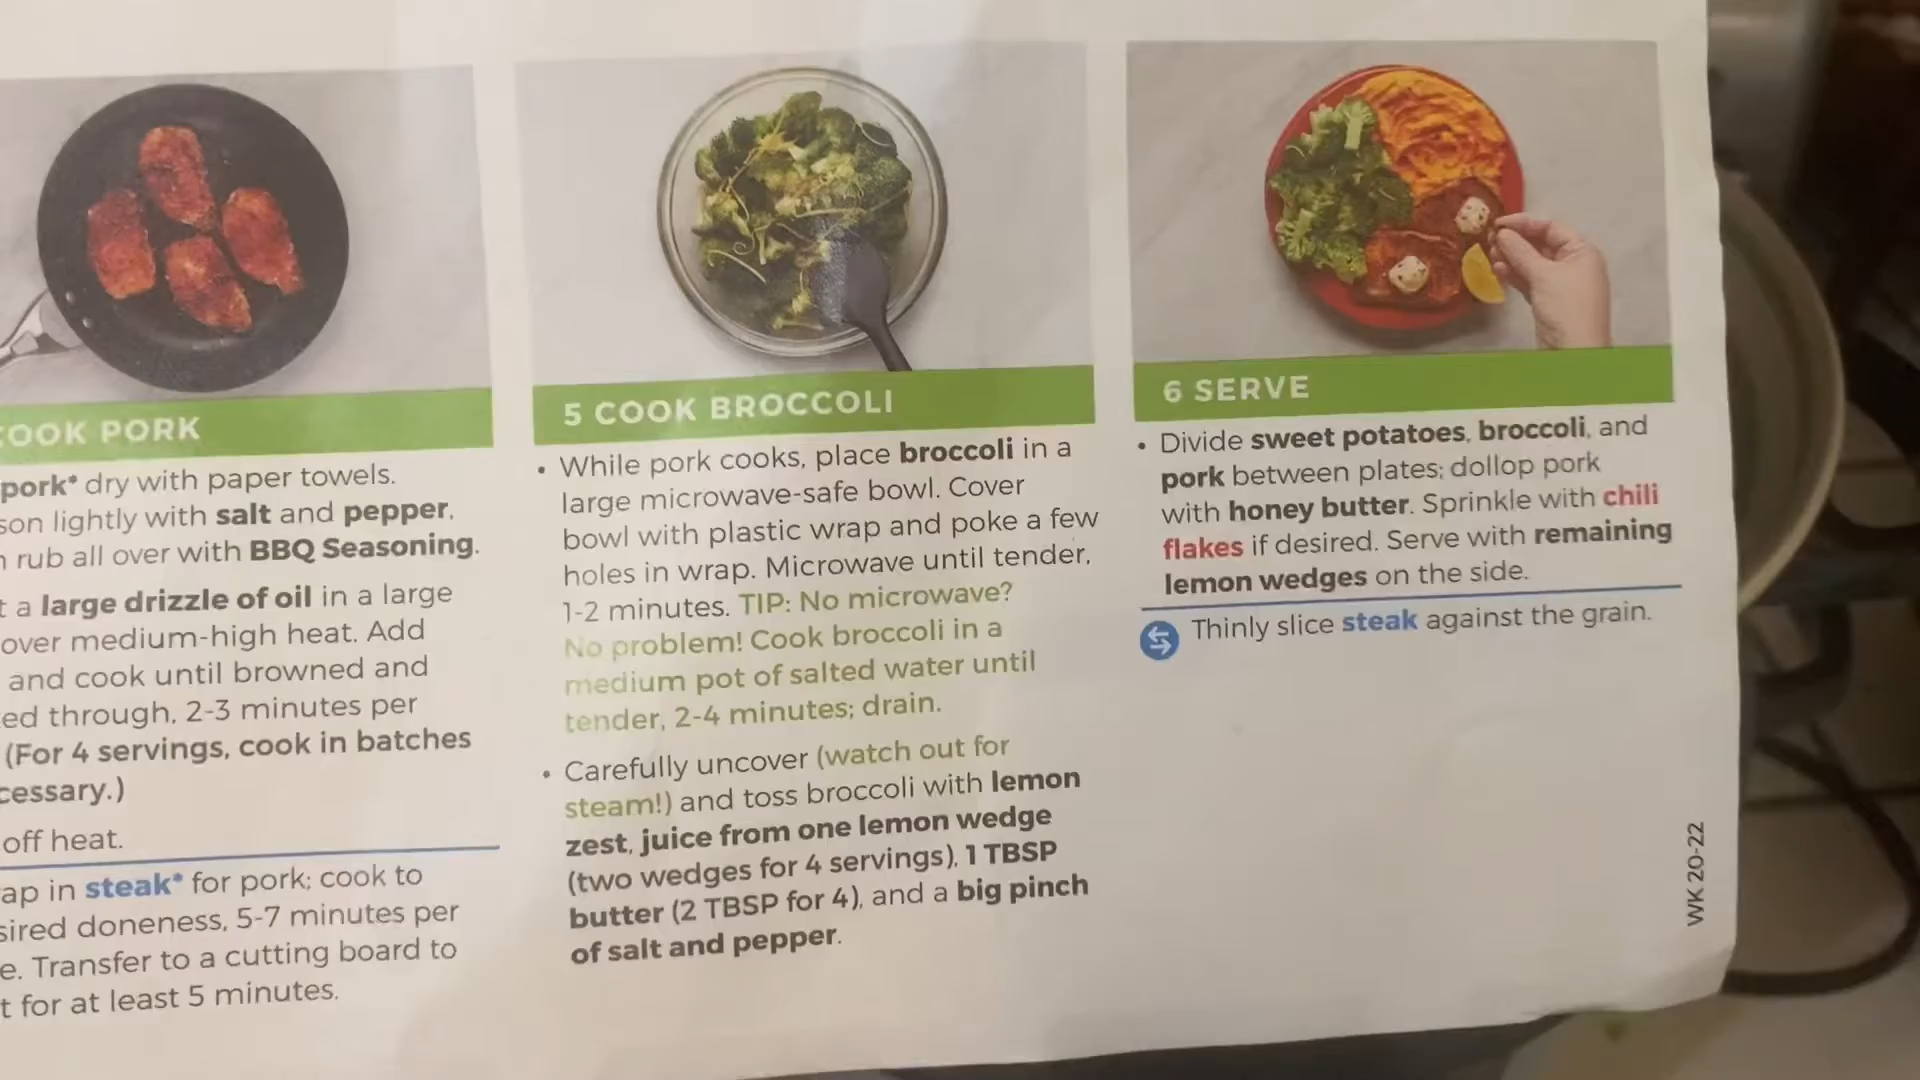 COOK PORK
pork* dry with paper towels.
son lightly with salt and pepper,
rub all over with BBQ Seasoning.
t a large drizzle of oil in a large
over medium-high heat. Add
and cook until browned and
ed through, 2-3 minutes per
(For 4 servings, cook in batches
cessary.)
off heat.
ap in steak* for pork; cook to
sired doneness, 5-7 minutes per
e. Transfer to a cutting board to
t for at least 5 minutes.
5 COOK BROCCOLI
• While pork cooks, place broccoli in a
large microwave-safe bowl. Cover
bowl with plastic wrap and poke a few
holes in wrap. Microwave until tender,
1-2 minutes. TIP: No microwave?
No problem! Cook broccoli in a
medium pot of salted water until
tender, 2-4 minutes; drain.
• Carefully uncover (watch out for
steam!) and toss broccoli with lemon
zest, juice from one lemon wedge
(two wedges for 4 servings), 1 TBSP
butter (2 TBSP for 4), and a big pinch
of salt and pepper.
6 SERVE
• Divide sweet potatoes, broccoli, and
pork between plates; dollop pork
with honey butter. Sprinkle with chili
flakes if desired. Serve with remaining
lemon wedges on the side.
Thinly slice steak against the grain.
WK 20-22